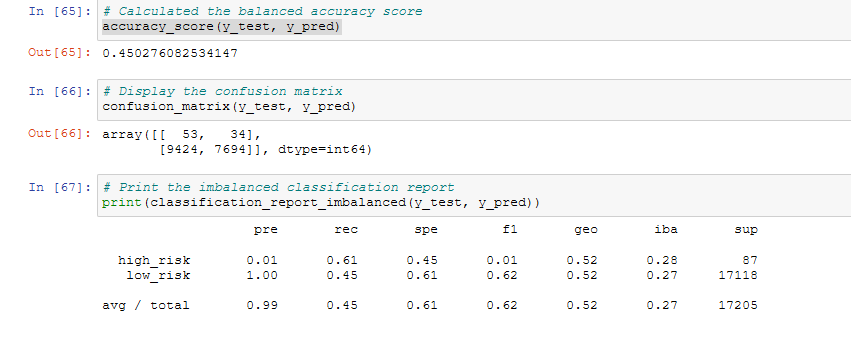 In [65]: # Calculated the balanced accuracy score
accuracy_score(y_test, y_pred)
Out[65]: 0.450276082534147
In [66]: # Display the confusion matrix
confusion_matrix(y_test, y_pred)
Out[66]: array([[  53,   34],
[9424, 7694]], dtype=int64)
In [67]: # Print the imbalanced classification report
print(classification_report_imbalanced(y_test, y_pred))
pre rec spe f1 geo iba sup
high_risk 0.01 0.61 0.45 0.01 0.52 0.28 87
low_risk 1.00 0.45 0.61 0.62 0.52 0.27 17118
avg / total 0.99 0.45 0.61 0.62 0.52 0.27 17205